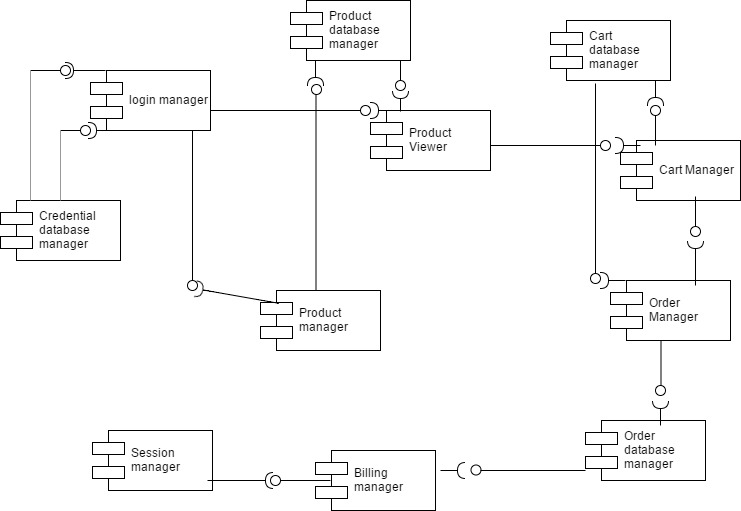 Product
database
manager
Cart
database
manager
login manager
Product
Viewer
Cart Manager
Credential
database
manager
Product
manager
Order
Manager
Order
database
manager
Session
manager
Billing
manager